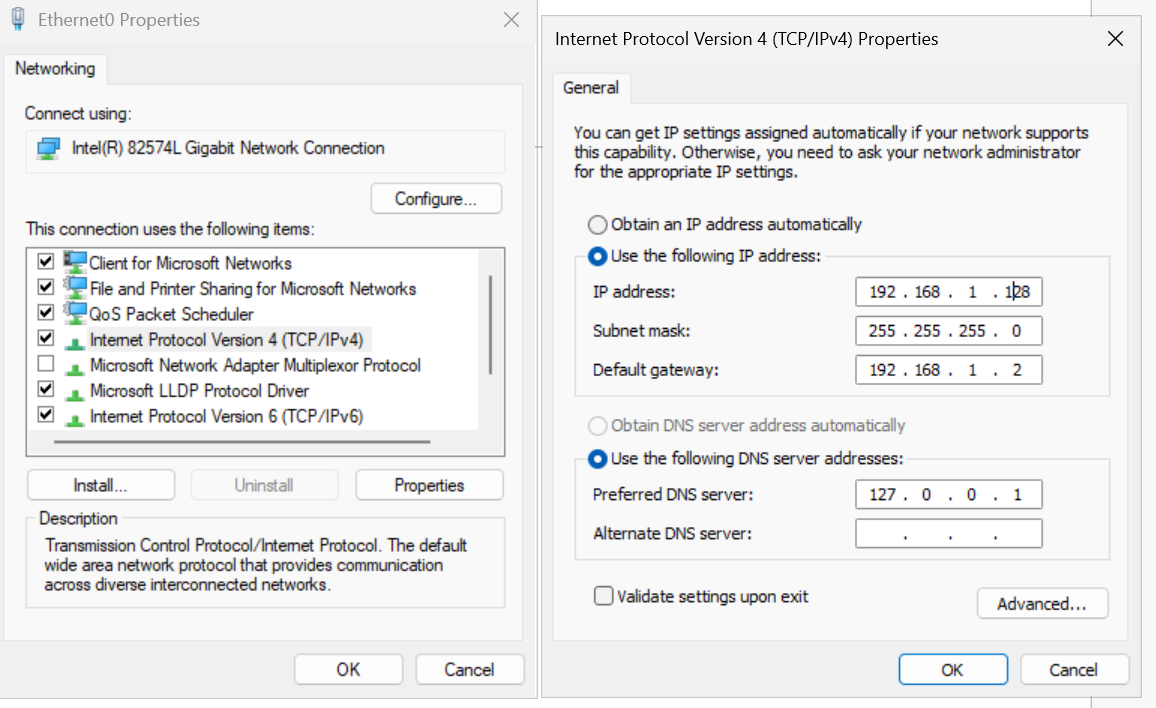 Ethernet0 Properties
Networking
Connect using:
Intel(R) 82574L Gigabit Network Connection
Configure...
This connection uses the following items:
Client for Microsoft Networks
File and Printer Sharing for Microsoft Networks
QoS Packet Scheduler
Internet Protocol Version 4 (TCP/IPv4)
Microsoft Network Adapter Multiplexor Protocol
Microsoft LLDP Protocol Driver
Internet Protocol Version 6 (TCP/IPv6)
Install...
Uninstall
Properties
Description
Transmission Control Protocol/Internet Protocol. The default
wide area network protocol that provides communication
across diverse interconnected networks.
OK
Cancel
Internet Protocol Version 4 (TCP/IPv4) Properties
General
You can get IP settings assigned automatically if your network supports
this capability. Otherwise, you need to ask your network administrator
for the appropriate IP settings.
Obtain an IP address automatically
Use the following IP address:
IP address: 192 . 168 . 1 . 128
Subnet mask: 255 . 255 . 255 . 0
Default gateway: 192 . 168 . 1 . 2
Obtain DNS server address automatically
Use the following DNS server addresses:
Preferred DNS server: 127 . 0 . 0 . 1
Alternate DNS server: . . .
Validate settings upon exit
Advanced...
OK
Cancel